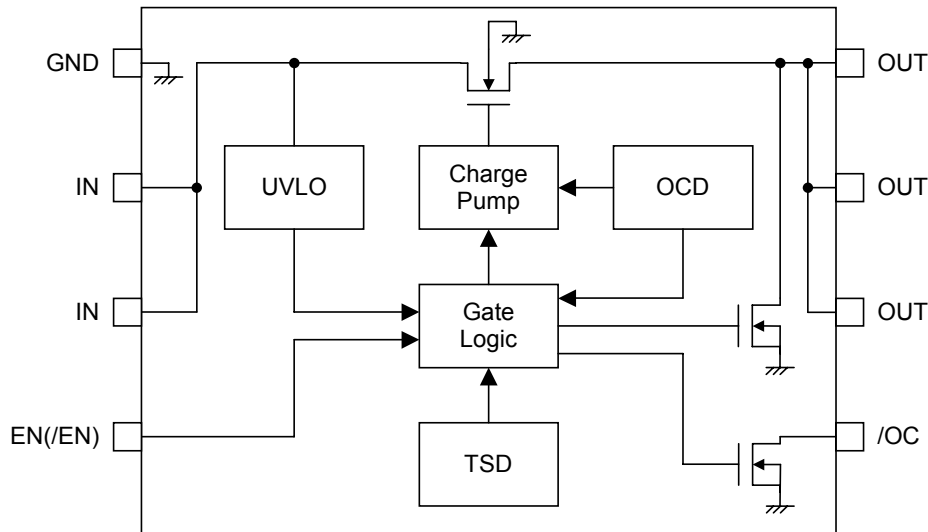 GND
OUT
IN
UVLO
Charge
Pump
OCD
OUT
IN
Gate
Logic
OUT
EN(/EN)
TSD
/OC